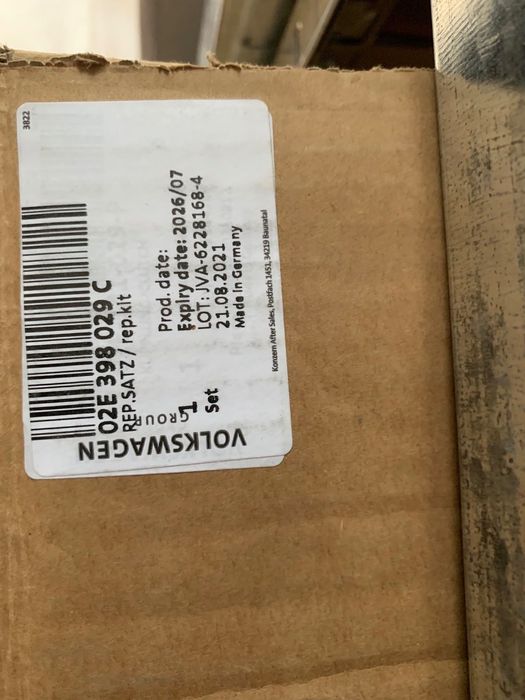 3822
02E 398 029 C
REP.SATZ / rep.kit
Prod. date:
Expiry date: 2026/07
LOT: JVA-6228168-4
21.08.2021
Made in Germany
1
Set
Konzern After Sales, Postfach 1453, 34219 Baunatal
VOLKSWAGEN
GROUP